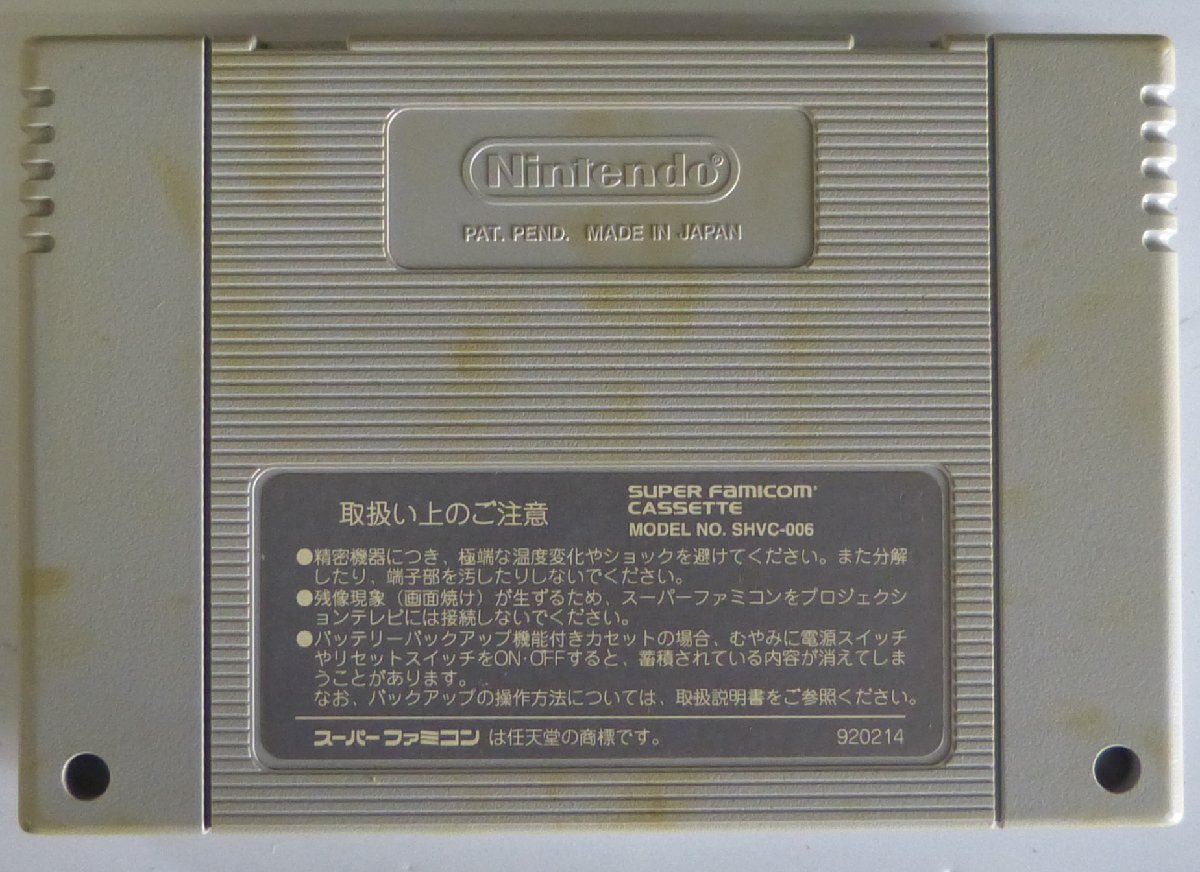 Nintendo®
PAT. PEND. MADE IN JAPAN
取扱い上のご注意
SUPER FAMICOM
CASSETTE
MODEL NO. SHVC-006
●精密機器につき、極端な温度変化やショックを避けてください。また分解
したり、端子部を汚したりしないでください。
●残像現象（画面焼け）が生ずるため、スーパーファミコンをプロジェクシ
ョンテレビには接続しないでください。
●バッテリーバックアップ機能付きカセットの場合、むやみに電源スイッチ
やリセットスイッチをON·OFFすると、蓄積されている内容が消えてしま
うことがあります。
なお、バックアップの操作方法については、取扱説明書をご参照ください。
スーパーファミコンは任天堂の商標です。
920214